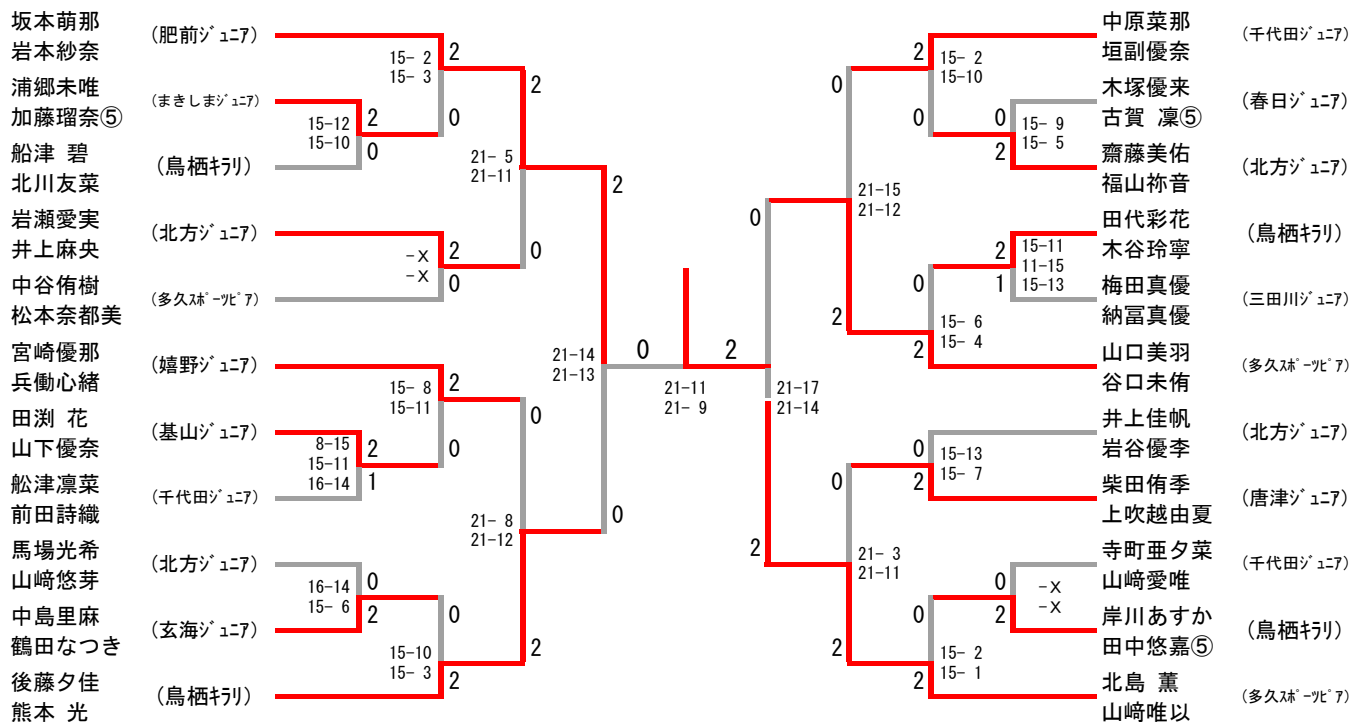 坂本萌那
岩本紗奈
(肥前ジュニア)
浦郷未唯
加藤瑠奈⑤
(まきしまジュニア)
船津 碧
北川友菜
(鳥栖キラリ)
岩瀬愛実
井上麻央
(北方ジュニア)
中谷侑樹
松本奈都美
(多久スポーツピア)
宮崎優那
兵働心緒
(嬉野ジュニア)
田渕 花
山下優奈
(基山ジュニア)
舩津凛菜
前田詩織
(千代田ジュニア)
馬場光希
山﨑悠芽
(北方ジュニア)
中島里麻
鶴田なつき
(玄海ジュニア)
後藤夕佳
熊本 光
(鳥栖キラリ)
15-12
15-10
2
0
15- 2
15- 3
2
0
-X
-X
2
0
21- 5
21-11
2
0
8-15
15-11
16-14
2
1
15- 8
15-11
2
0
16-14
15- 6
0
2
15-10
15- 3
0
2
21- 8
21-12
0
2
21-14
21-13
2
0
0
2
21-11
21- 9
中原菜那
垣副優奈
(千代田ジュニア)
木塚優来
古賀 凜⑤
(春日ジュニア)
齋藤美佑
福山祢音
(北方ジュニア)
田代彩花
木谷玲寧
(鳥栖キラリ)
梅田真優
納冨真優
(三田川ジュニア)
山口美羽
谷口未侑
(多久スポーツピア)
井上佳帆
岩谷優李
(北方ジュニア)
柴田侑季
上吹越由夏
(唐津ジュニア)
寺町亜夕菜
山﨑愛唯
(千代田ジュニア)
岸川あすか
田中悠嘉⑤
(鳥栖キラリ)
北島 薫
山﨑唯以
(多久スポーツピア)
2
0
15- 2
15-10
0
2
15- 9
15- 5
2
1
15-11
11-15
15-13
0
2
15- 6
15- 4
0
2
21-15
21-12
0
2
15-13
15- 7
0
2
-X
-X
0
2
15- 2
15- 1
0
2
21- 3
21-11
0
2
21-17
21-14